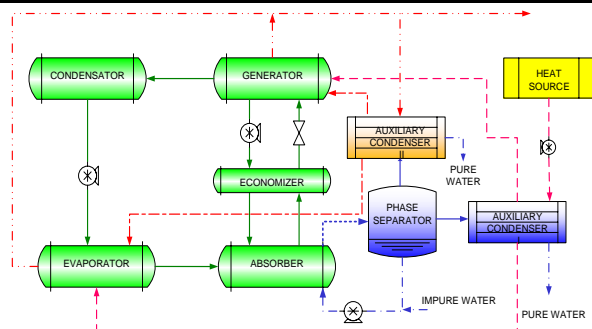 CONDENSATOR
GENERATOR
HEAT
SOURCE
AUXILIARY
CONDENSER
PURE
WATER
ECONOMIZER
PHASE
SEPARATOR
AUXILIARY
CONDENSER
EVAPORATOR
ABSORBER
IMPURE WATER
PURE WATER